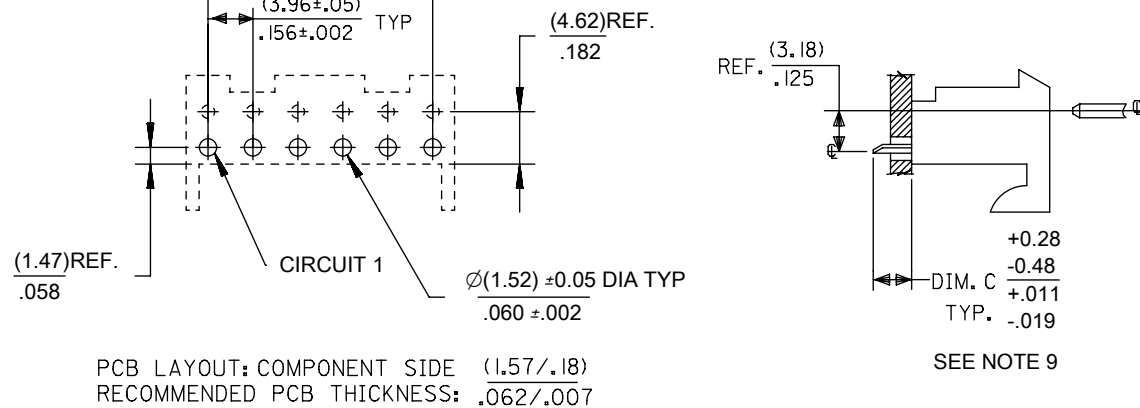 (3.96±.05)
.156±.002 TYP
(4.62)REF.
.182
REF. (3.18)
.125
(1.47)REF.
.058
CIRCUIT 1
∅(1.52) ±0.05 DIA TYP
.060 ±.002
+0.28
-0.48
DIM. C
TYP.
+.011
-.019
SEE NOTE 9
PCB LAYOUT: COMPONENT SIDE
RECOMMENDED PCB THICKNESS:
(1.57/.18)
.062/.007